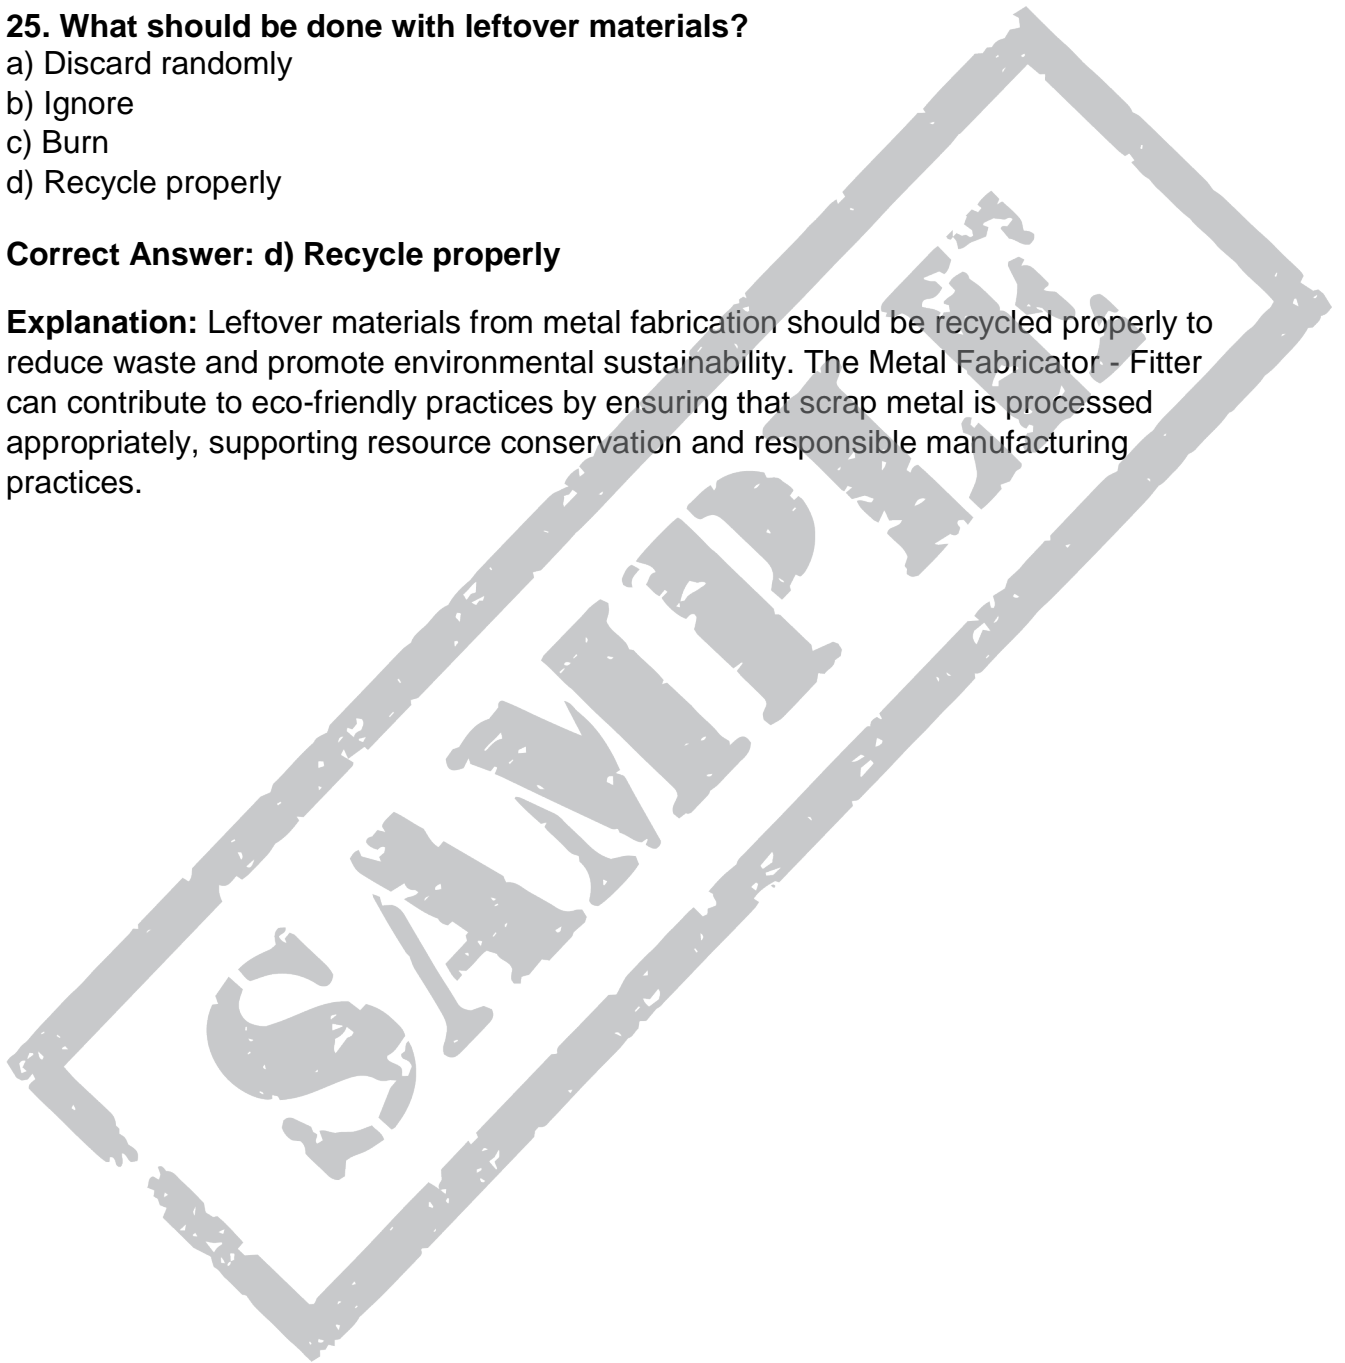 25. What should be done with leftover materials?
a) Discard randomly
b) Ignore
c) Burn
d) Recycle properly
Correct Answer: d) Recycle properly
Explanation: Leftover materials from metal fabrication should be recycled properly to
reduce waste and promote environmental sustainability. The Metal Fabricator - Fitter
can contribute to eco-friendly practices by ensuring that scrap metal is processed
appropriately, supporting resource conservation and responsible manufacturing
practices.
SAMPLE